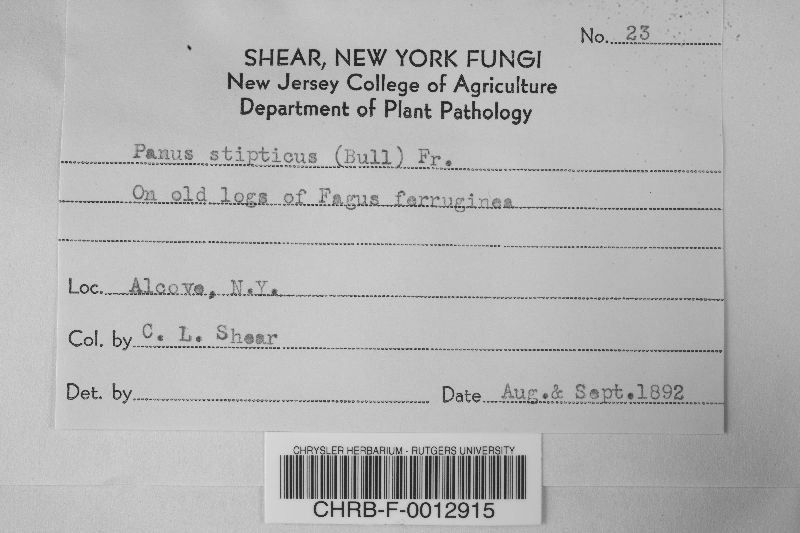 No. 23
SHEAR, NEW YORK FUNGI
New Jersey College of Agriculture
Department of Plant Pathology
Panus stipticus (Bull) Fr.
On old logs of Fagus ferruginea
Loc. Alcove, N.Y.
Col. by C. L. Shear
Det. by
Date Aug.& Sept.1892
CHRYSLER HERBARIUM - RUTGERS UNIVERSITY
CHRB-F-0012915